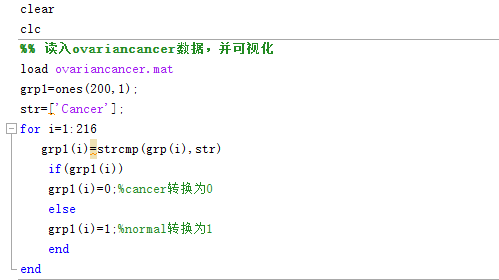 clear
clc
%% 读入ovariancancer数据，并可视化
load ovariancancer.mat
grp1=ones(200,1);
str=['Cancer'];
for i=1:216
grp1(i)=strcmp(grp(i),str)
if(grp1(i))
grp1(i)=0;%cancer转换为0
else
grp1(i)=1;%normal转换为1
end
end